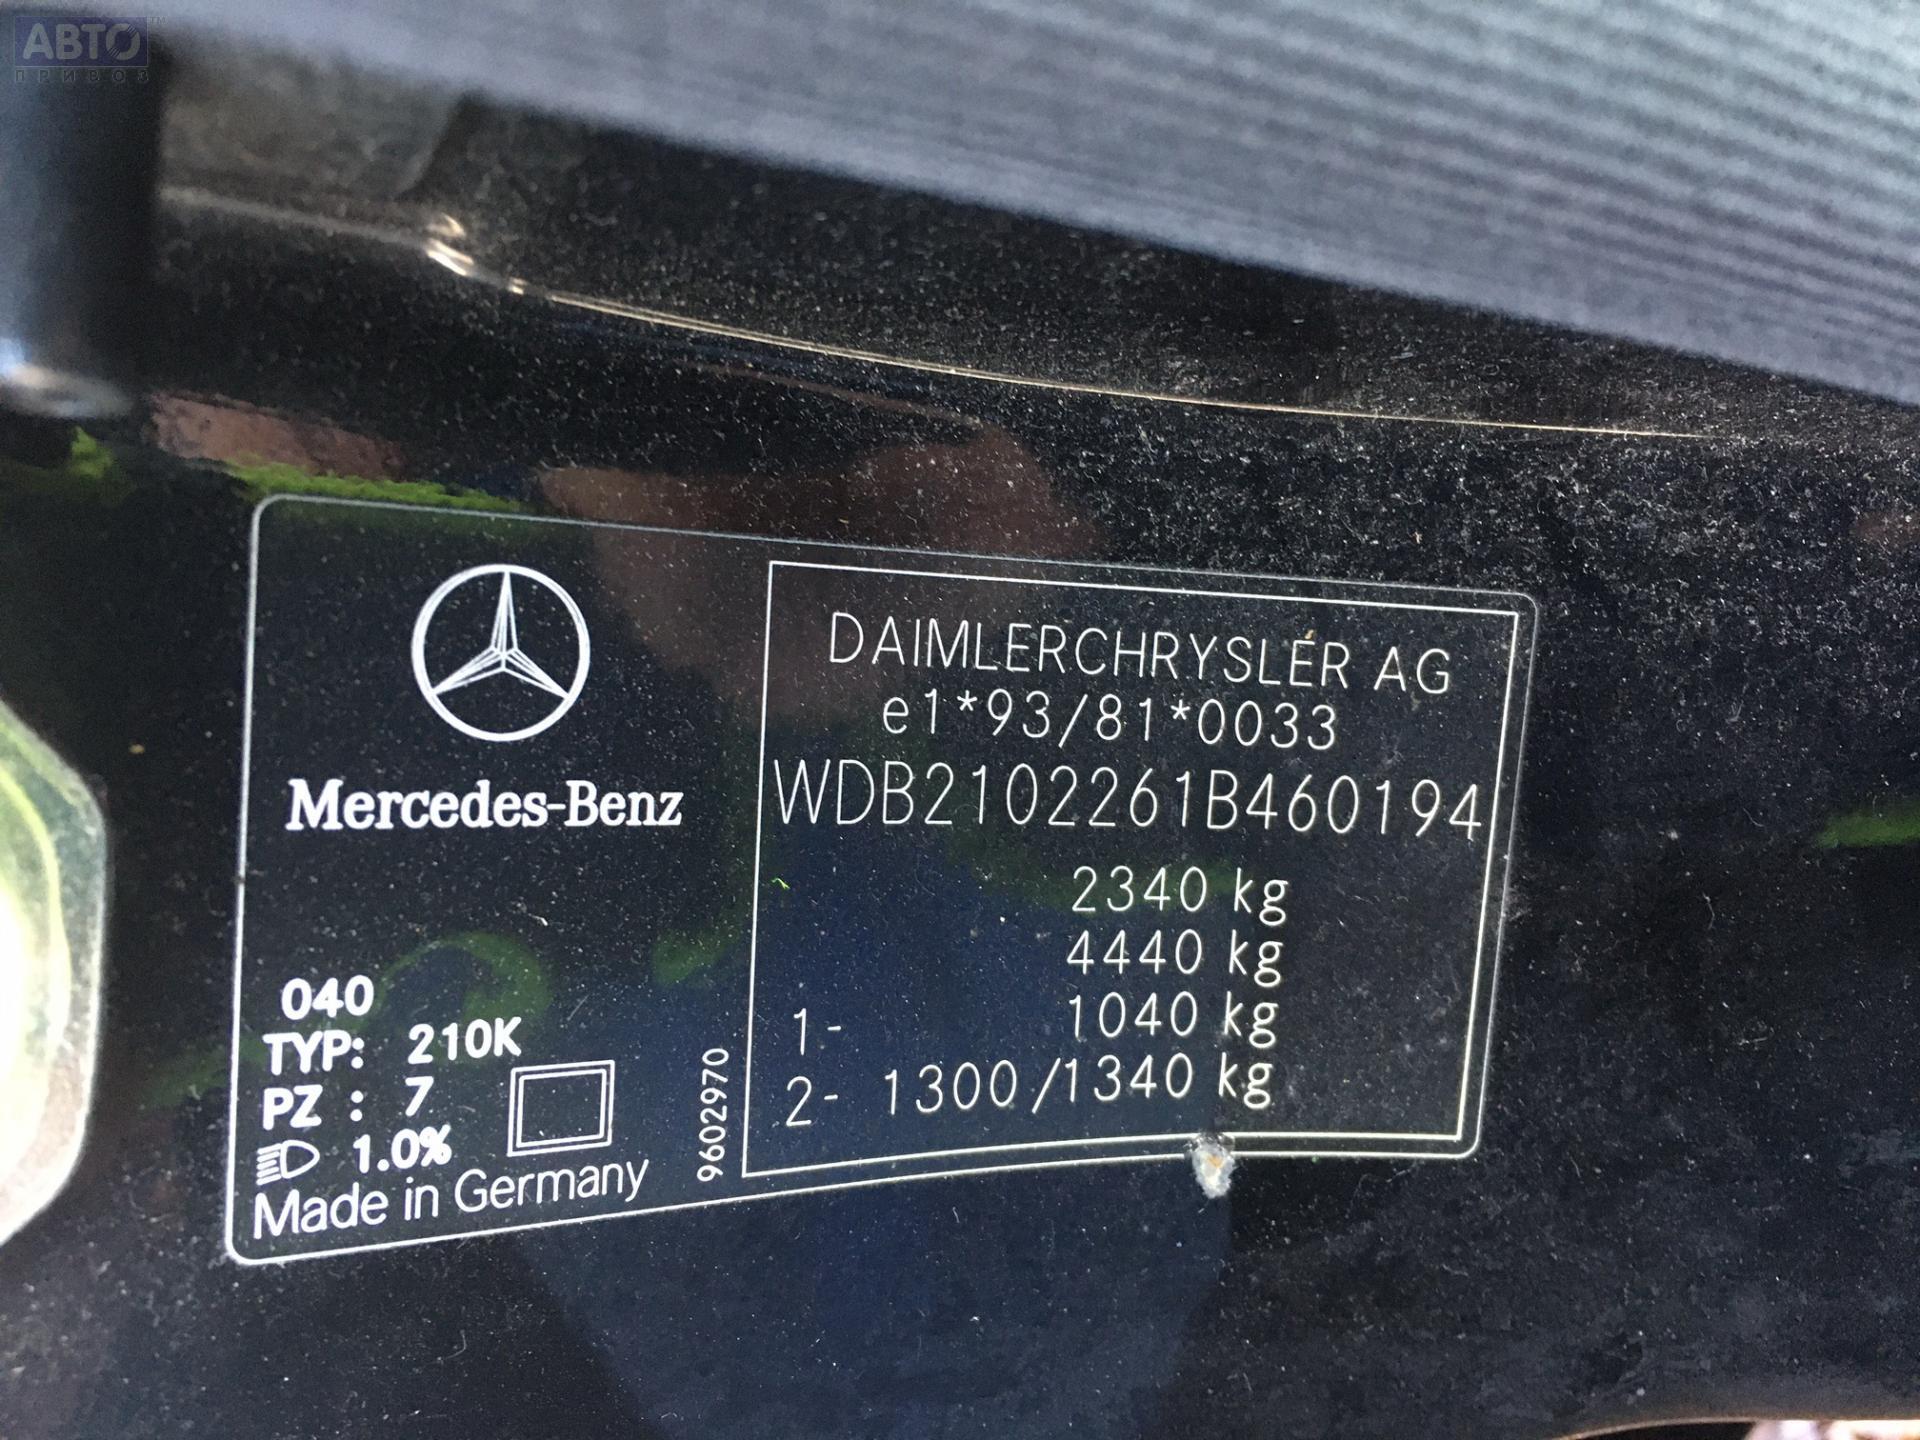 АВТО™
ПРИВОЗ
Mercedes-Benz
040
TYP: 210K
PZ : 7
1.0%
Made in Germany
9602970
DAIMLERCHRYSLER AG
e1*93/81*0033
WDB2102261B460194
2340 kg
4440 kg
1- 1040 kg
2- 1300/1340 kg